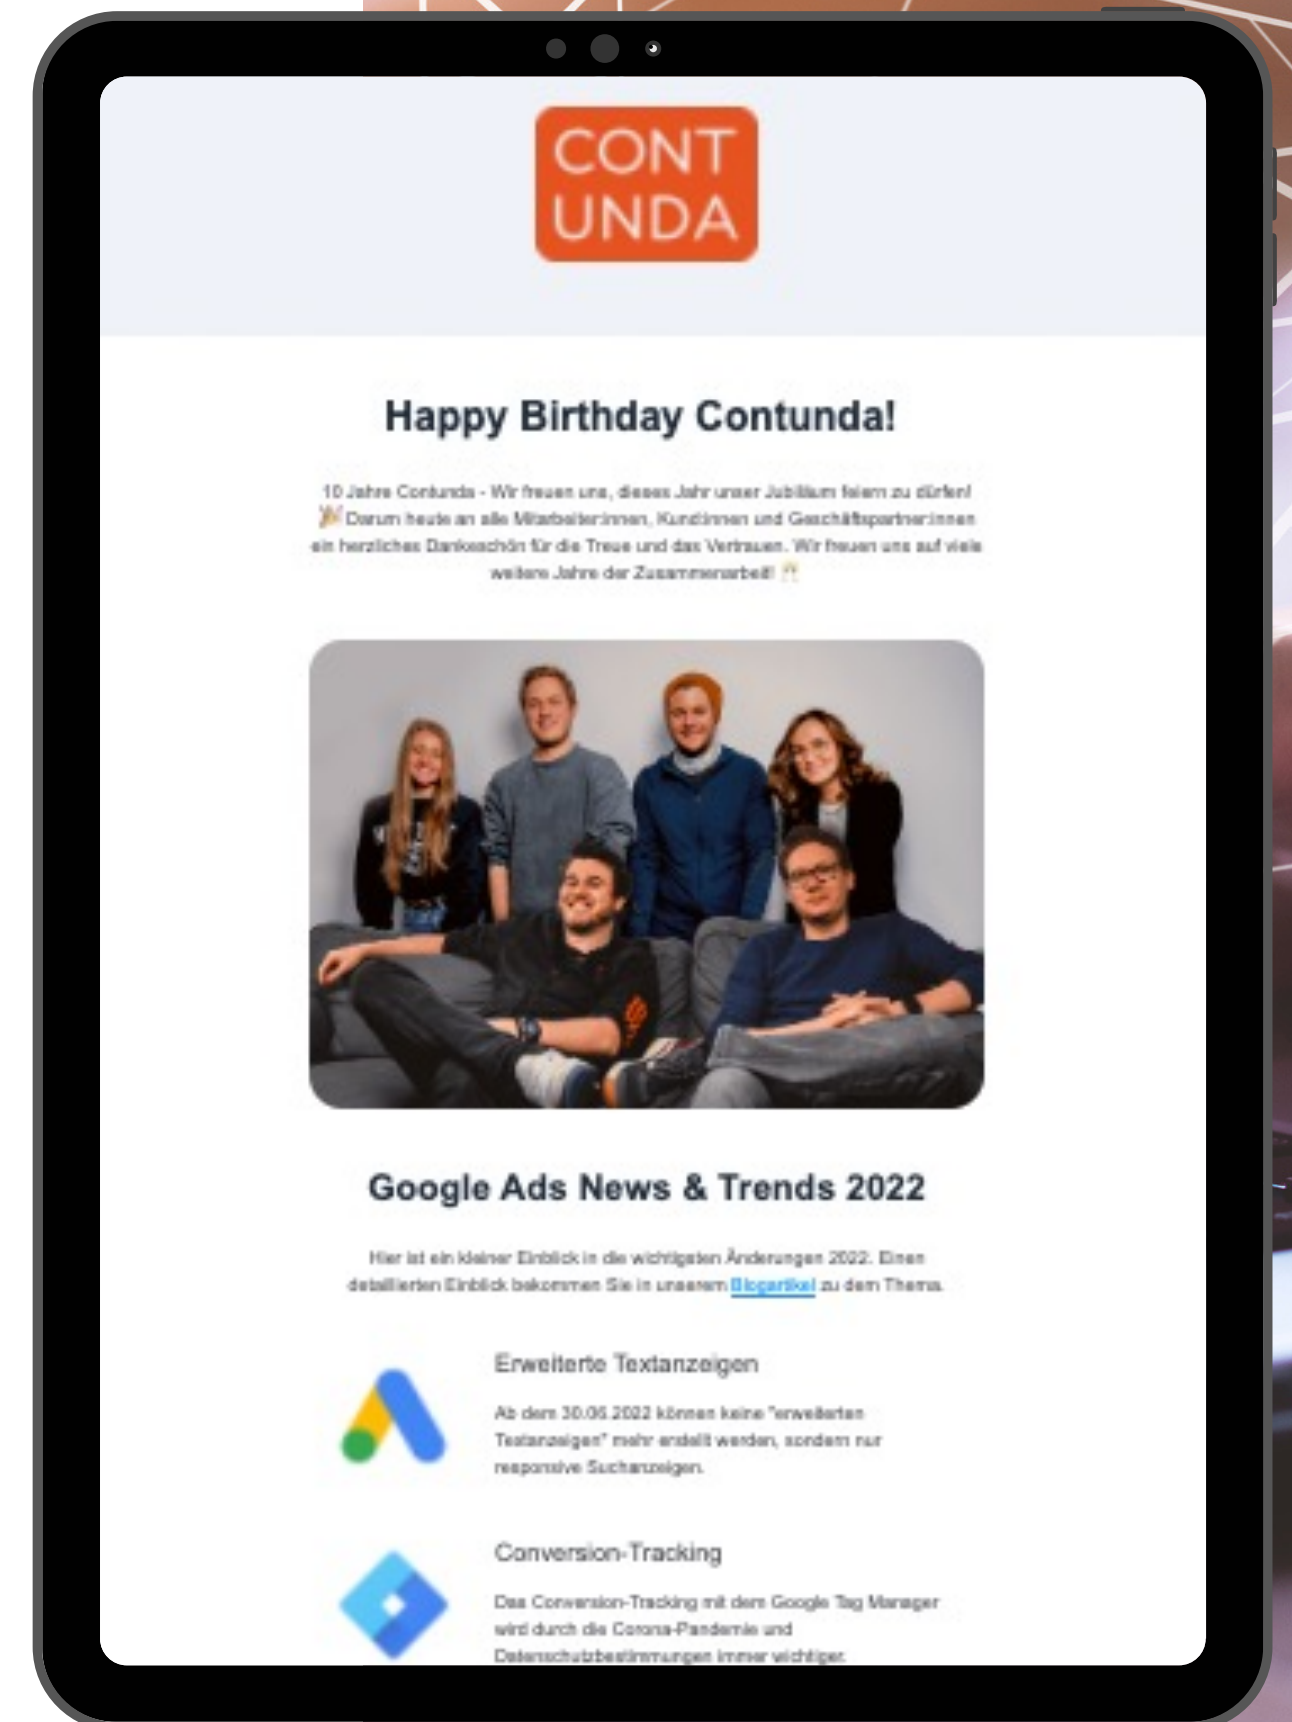 CONT
UNDA
Happy Birthday Contunda!
10 Jahre Contunda - Wir freuen uns, dieses Jahr unser Jubiläum feiern zu dürfen!
🎉 Darum heute an alle Mitarbeiter:innen, Kund:innen und Geschäftspartner:innen
ein herzliches Dankeschön für die Treue und das Vertrauen. Wir freuen uns auf viele
weitere Jahre der Zusammenarbeit! 🥂
Google Ads News & Trends 2022
Hier ist ein kleiner Einblick in die wichtigsten Änderungen 2022. Einen
detaillierten Einblick bekommen Sie in unserem Blogartikel zu dem Thema.
Erweiterte Textanzeigen
Ab dem 30.06.2022 können keine "erweiterten
Textanzeigen" mehr erstellt werden, sondern nur
responsive Suchanzeigen.
Conversion-Tracking
Das Conversion-Tracking mit dem Google Tag Manager
wird durch die Corona-Pandemie und
Datenschutzbestimmungen immer wichtiger.